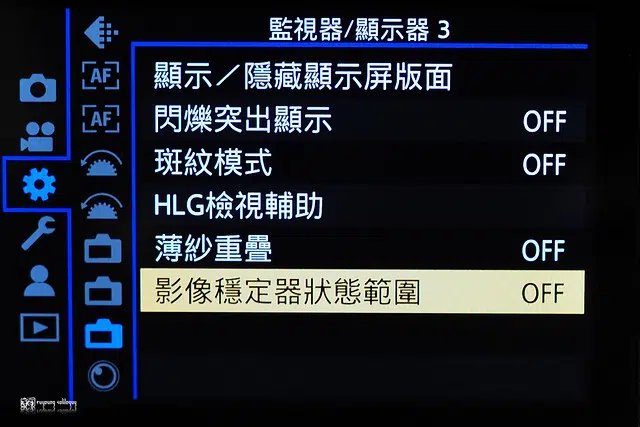 監視器/顯示器 3
AF
AF
顯示／隱藏顯示屏版面
閃爍突出顯示 OFF
斑紋模式 OFF
HLG檢視輔助
薄紗重疊 OFF
影像穩定器狀態範圍 OFF